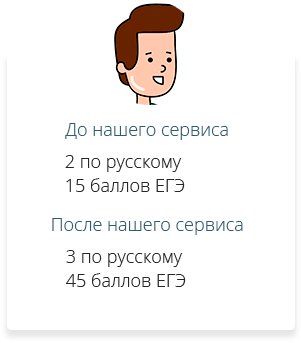 До нашего сервиса
2 по русскому
15 баллов ЕГЭ
После нашего сервиса
3 по русскому
45 баллов ЕГЭ